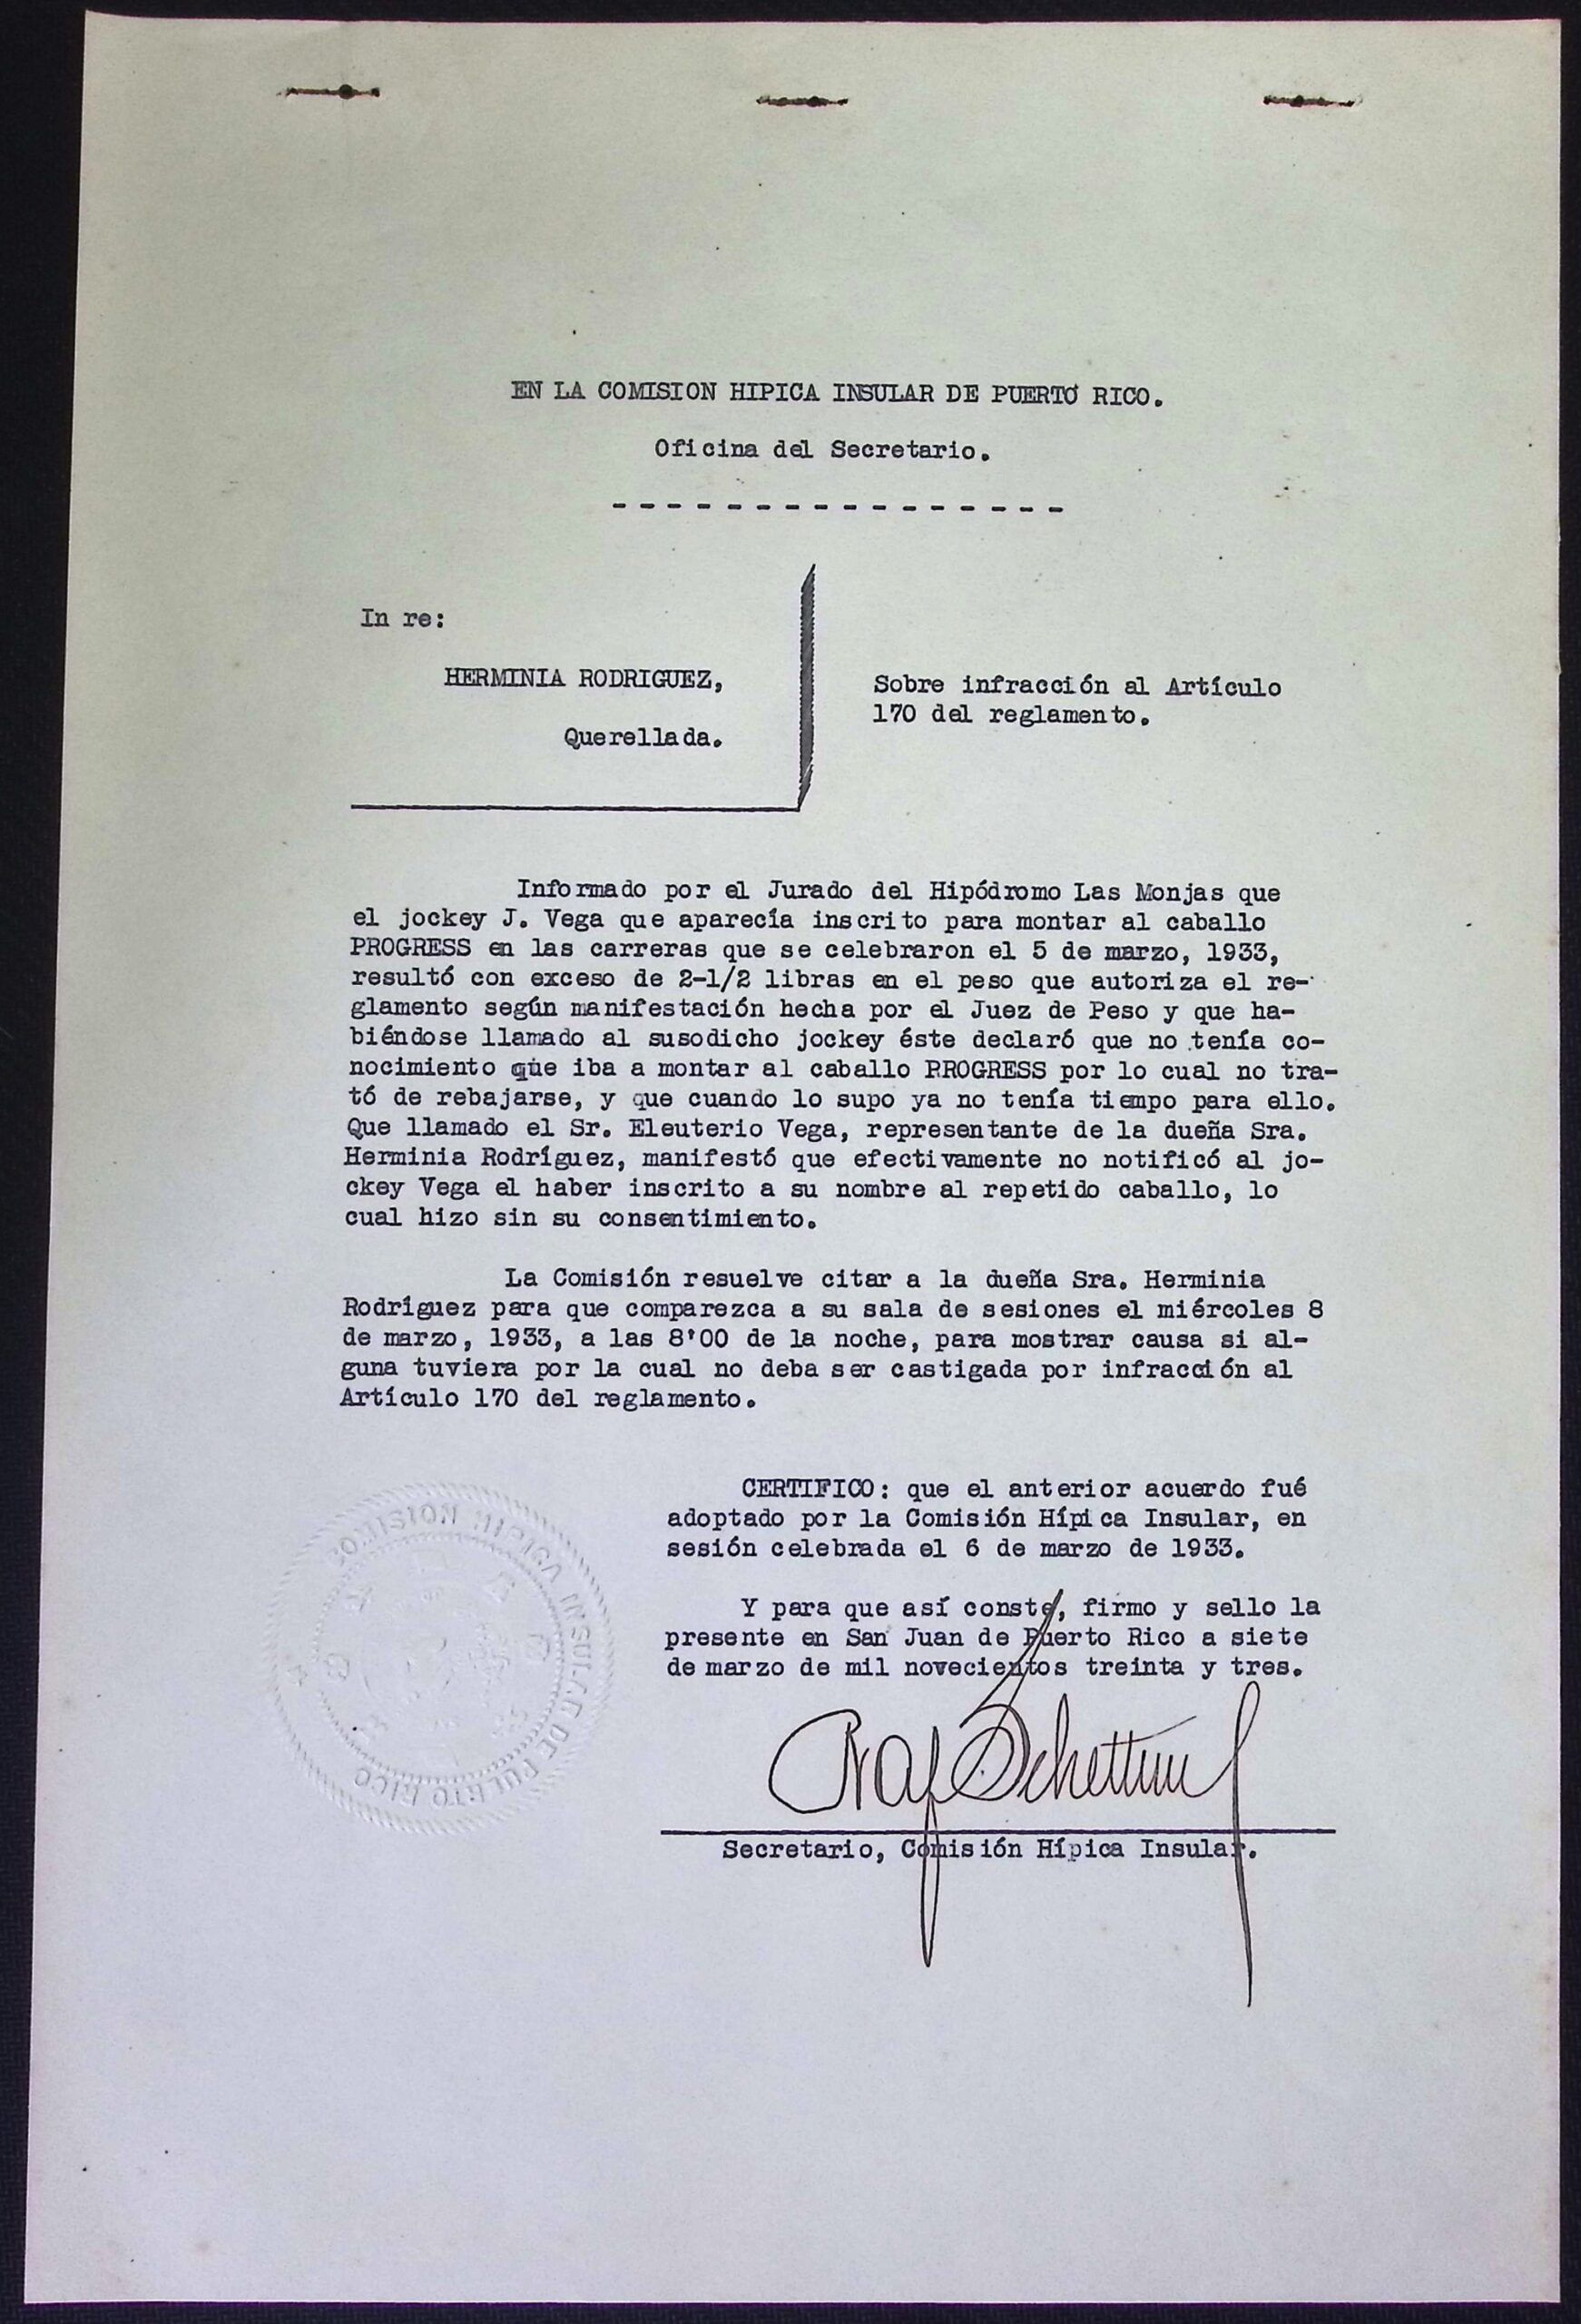 EN LA COMISION HIPICA INSULAR DE PUERTO RICO.
Oficina del Secretario.
- - - - - - - - - - - - - - - -
In re:
HERMINIA RODRIGUEZ,
Querellada.
Sobre infracción al Artículo
170 del reglamento.
Informado por el Jurado del Hipódromo Las Monjas que
el jockey J. Vega que aparecía inscrito para montar al caballo
PROGRESS en las carreras que se celebraron el 5 de marzo, 1933,
resultó con exceso de 2-1/2 libras en el peso que autoriza el re-
glamento según manifestación hecha por el Juez de Peso y que ha-
biéndose llamado al susodicho jockey éste declaró que no tenía co-
nocimiento que iba a montar al caballo PROGRESS por lo cual no tra-
tó de rebajarse, y que cuando lo supo ya no tenía tiempo para ello.
Que llamado el Sr. Eleuterio Vega, representante de la dueña Sra.
Herminia Rodríguez, manifestó que efectivamente no notificó al jo-
ckey Vega el haber inscrito a su nombre al repetido caballo, lo
cual hizo sin su consentimiento.
La Comisión resuelve citar a la dueña Sra. Herminia
Rodríguez para que comparezca a su sala de sesiones el miércoles 8
de marzo, 1933, a las 8'00 de la noche, para mostrar causa si al-
guna tuviera por la cual no deba ser castigada por infracción al
Artículo 170 del reglamento.
CERTIFICO: que el anterior acuerdo fué
adoptado por la Comisión Hípica Insular, en
sesión celebrada el 6 de marzo de 1933.
Y para que así conste, firmo y sello la
presente en San Juan de Puerto Rico a siete
de marzo de mil novecientos treinta y tres.
COMISION HIPICA INSULAR DE PUERTO RICO
Raf Schettini
Secretario, Comisión Hípica Insular.